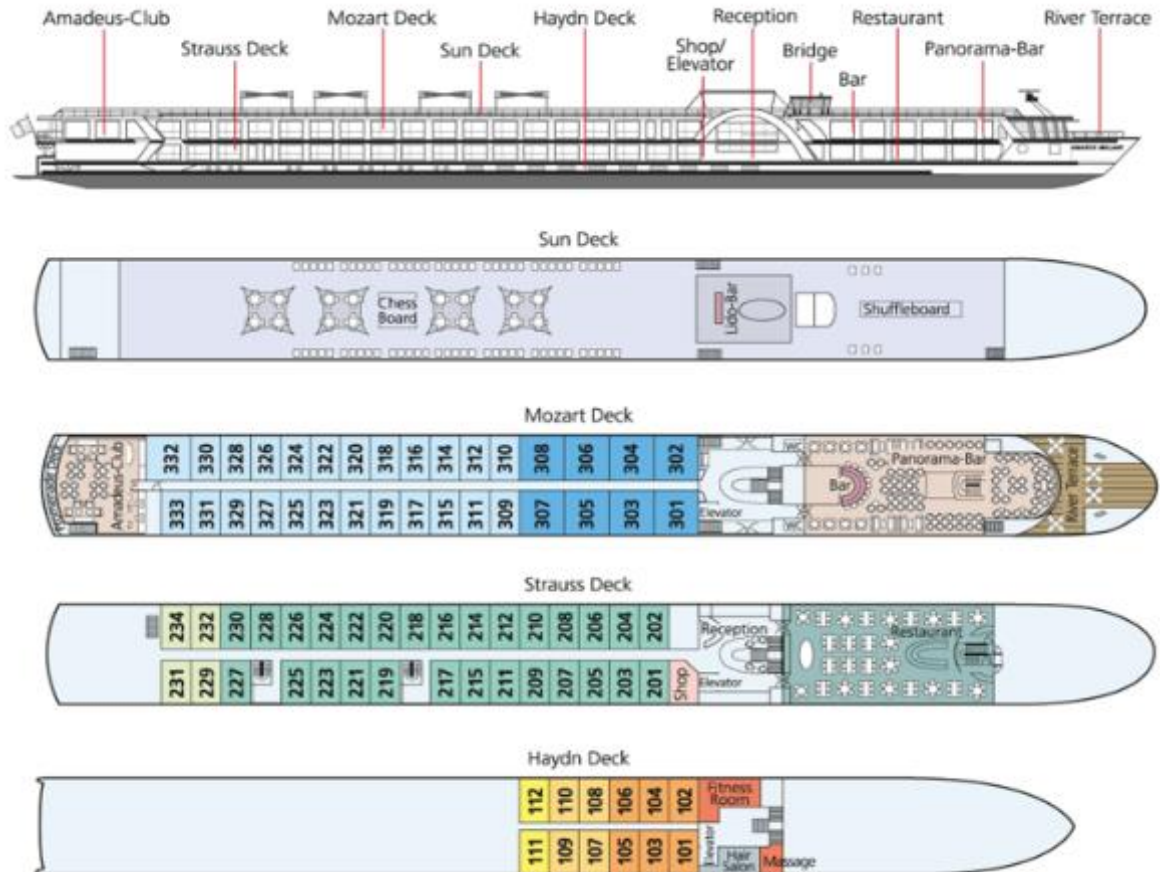 Amadeus-Club
Mozart Deck
Haydn Deck
Reception
Restaurant
River Terrace
Strauss Deck
Sun Deck
Shop/
Elevator
Bridge
Panorama-Bar
Bar
Sun Deck
Chess
Board
Lido-Bar
Shuffleboard
Mozart Deck
Amadeus-Club
332 330 328 326 324 322 320 318 316 314 312 310 308 306 304 302
WC
Panorama-Bar
Bar
River Terrace
333 331 329 327 325 323 321 319 317 315 311 309 307 305 303 301
Elevator
WC
Strauss Deck
234 232 230 228 226 224 222 220 218 216 214 212 210 208 206 204 202
Reception
Restaurant
231 229 227 225 223 221 219 217 215 211 209 207 205 203 201
Shop
Elevator
Haydn Deck
112 110 108 106 104 102
Fitness
Room
111 109 107 105 103 101
Elevator
Hair
Salon
Massage